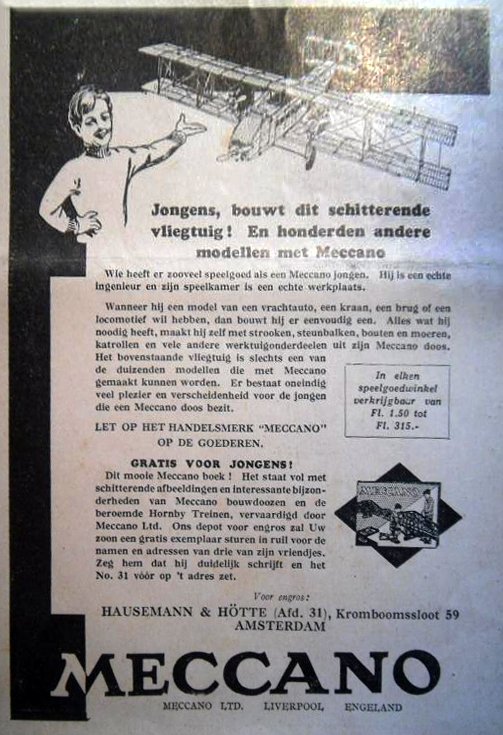 Jongens, bouwt dit schitterende
vliegtuig! En honderden andere
modellen met Meccano
Wie heeft er zooveel speelgoed als een Meccano jongen. Hij is een echte
ingenieur en zijn speelkamer is een echte werkplaats.
Wanneer hij een model van een vrachtauto, een kraan, een brug of een
locomotief wil hebben, dan bouwt hij er eenvoudig een. Alles wat hij
noodig heeft, maakt hij zelf met strooken, steunbalken, bouten en moeren,
katrollen en vele andere werktuigonderdeelen uit zijn Meccano doos.
Het bovenstaande vliegtuig is slechts een van
de duizenden modellen die met Meccano
gemaakt kunnen worden. Er bestaat oneindig
veel plezier en verscheidenheid voor de jongen
die een Meccano doos bezit.
LET OP HET HANDELSMERK "MECCANO"
OP DE GOEDEREN.
In elken
speelgoedwinkel
verkrijgbaar van
Fl. 1.50 tot
Fl. 315.-
GRATIS VOOR JONGENS!
Dit mooie Meccano boek! Het staat vol met
schitterende afbeeldingen en interessante bijzon-
derheden van Meccano bouwdoozen en de
beroemde Hornby Treinen, vervaardigd door
Meccano Ltd. Ons depot voor engros zal Uw
zoon een gratis exemplaar sturen in ruil voor de
namen en adressen van drie van zijn vriendjes.
Zeg hem dat hij duidelijk schrijft en het
No. 31 vóór op 't adres zet.
MECCANO
Voor engros:
HAUSEMANN & HÖTTE (Afd. 31), Kromboomssloot 59
AMSTERDAM
MECCANO
MECCANO LTD. LIVERPOOL ENGELAND